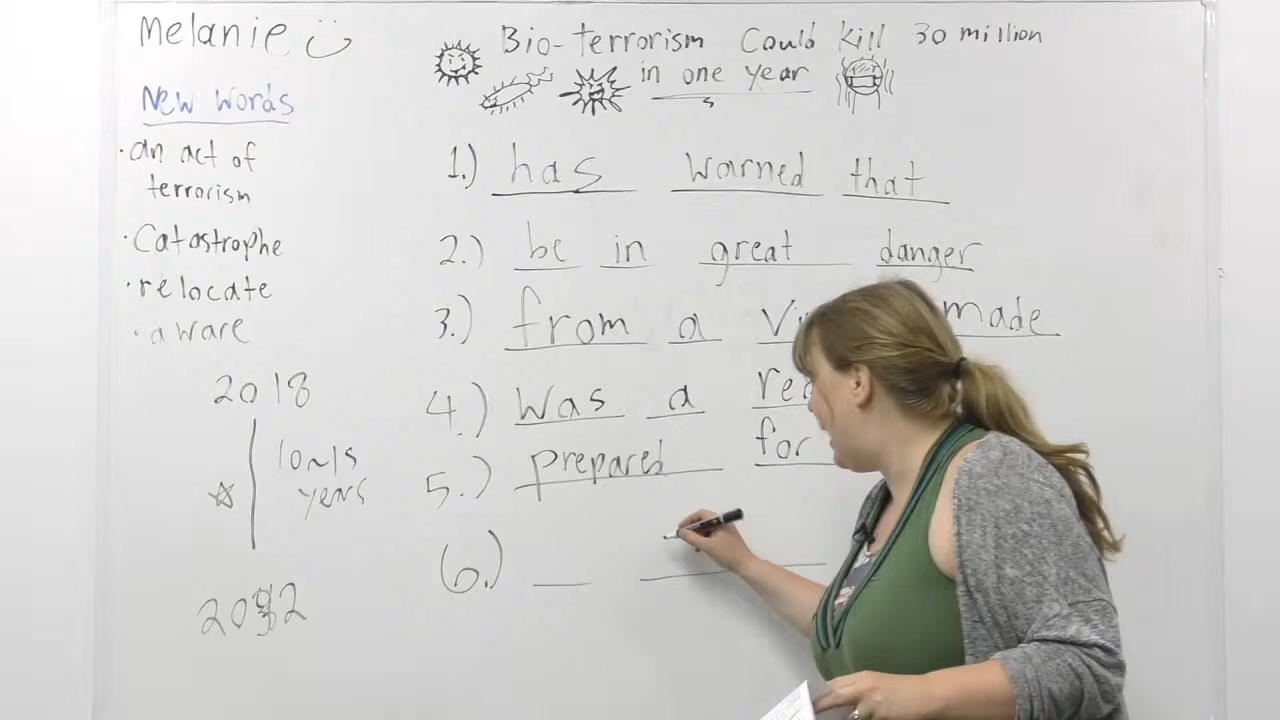 Melanie
New Words
• an act of
terrorism
• Catastrophe
• relocate
• aware
2018
10~15
years
Bio-terrorism Could kill 30 million
in one year
1.) has warned that
2.) be in great danger
3.) from a made
4.) was a
5.) prepared for
6.)